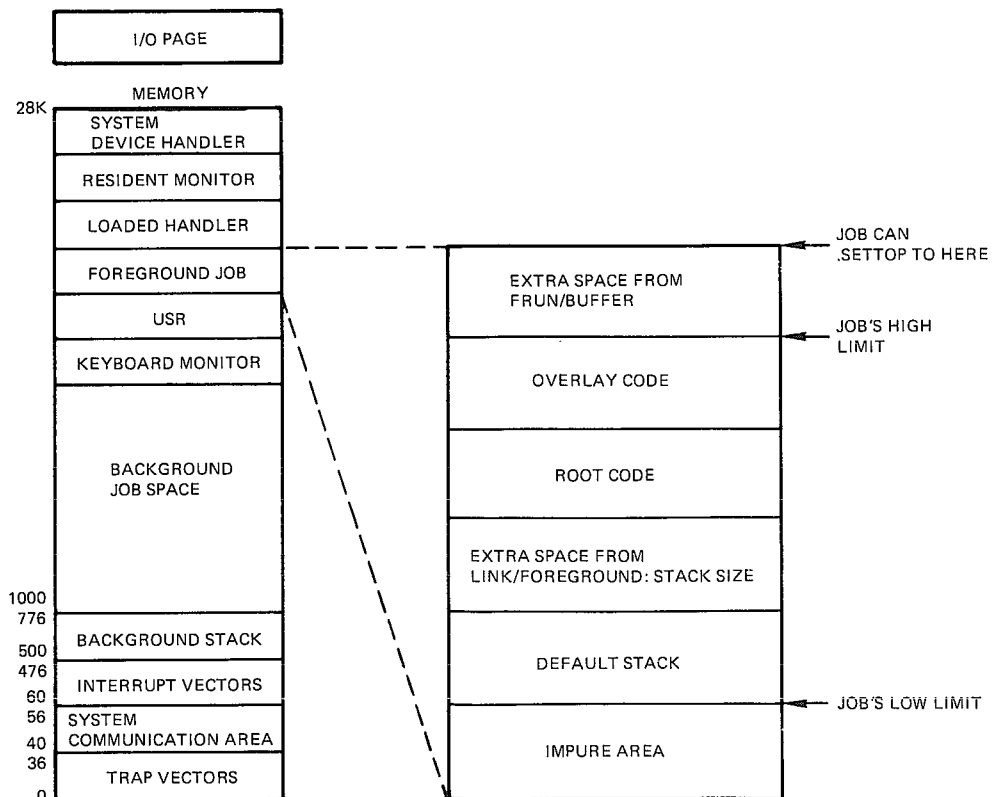 I/O PAGE
MEMORY
28K
SYSTEM
DEVICE HANDLER
RESIDENT MONITOR
LOADED HANDLER
FOREGROUND JOB
USR
KEYBOARD MONITOR
BACKGROUND
JOB SPACE
1000
776
BACKGROUND STACK
500
476
INTERRUPT VECTORS
60
56
SYSTEM
COMMUNICATION AREA
40
36
TRAP VECTORS
0
JOB CAN
.SETTOP TO HERE
EXTRA SPACE FROM
FRUN/BUFFER
JOB'S HIGH
LIMIT
OVERLAY CODE
ROOT CODE
EXTRA SPACE FROM
LINK/FOREGROUND: STACK SIZE
DEFAULT STACK
JOB'S LOW LIMIT
IMPURE AREA